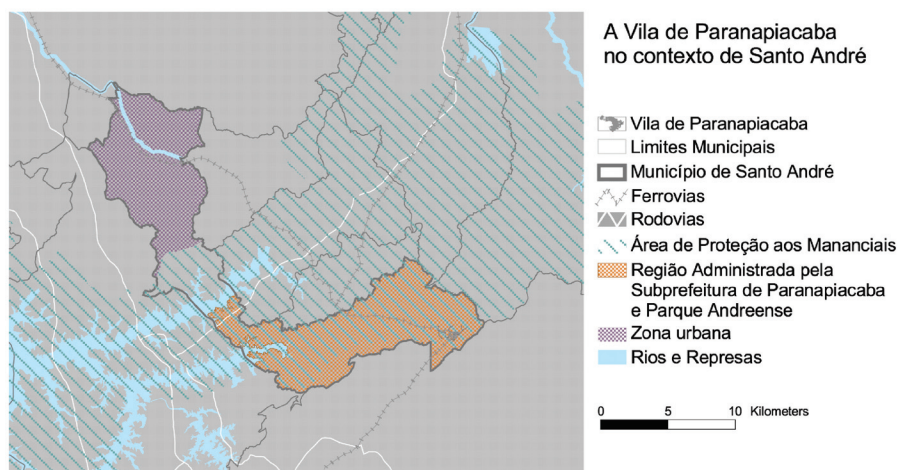 A Vila de Paranapiacaba
no contexto de Santo André
Vila de Paranapiacaba
Limites Municipais
Município de Santo André
Ferrovias
Rodovias
Área de Proteção aos Mananciais
Região Administrada pela
Subprefeitura de Paranapiacaba
e Parque Andreense
Zona urbana
Rios e Represas
0 5 10 Kilometers